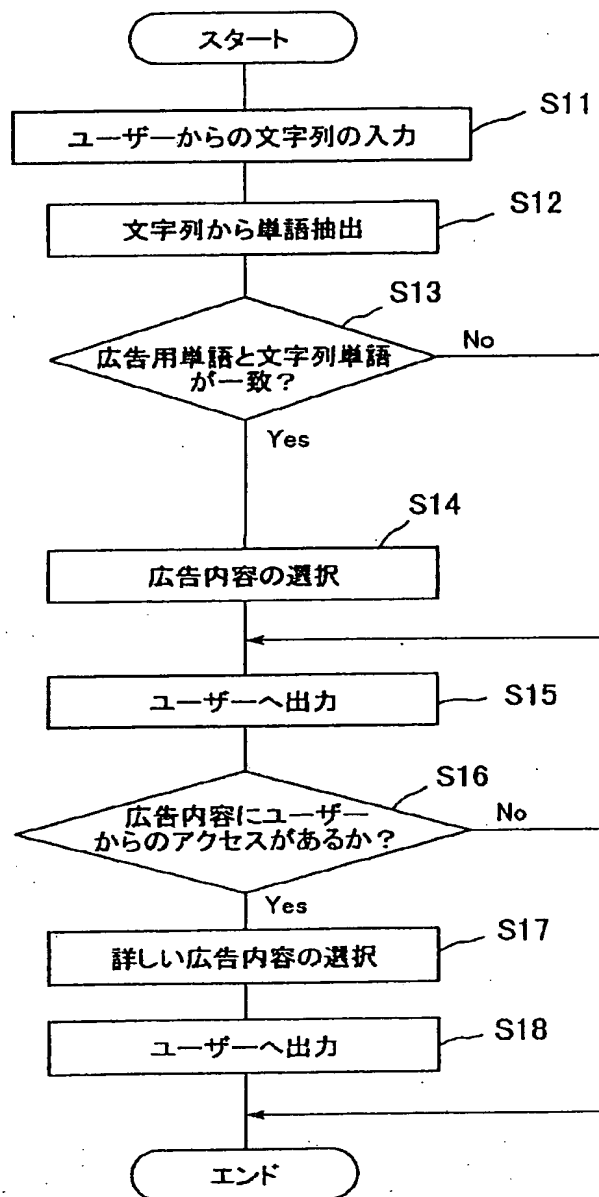 スタート
S11
ユーザーからの文字列の入力
S12
文字列から単語抽出
S13
広告用単語と文字列単語
が一致?
No
Yes
S14
広告内容の選択
ユーザーへ出力
S15
S16
広告内容にユーザー
からのアクセスがあるか?
No
Yes
S17
詳しい広告内容の選択
S18
ユーザーへ出力
エンド